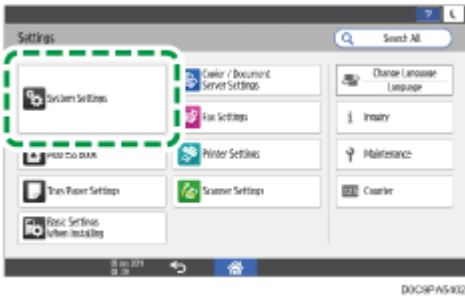 ?
Settings
Search All
System Settings
Copier / Document
Server Settings
Change Language
Language
Fax Settings
i Inquiry
Address Book
Printer Settings
Maintenance
Tray/Paper Settings
Scanner Settings
Counter
Basic Settings
When Installing
D0C9PA5402